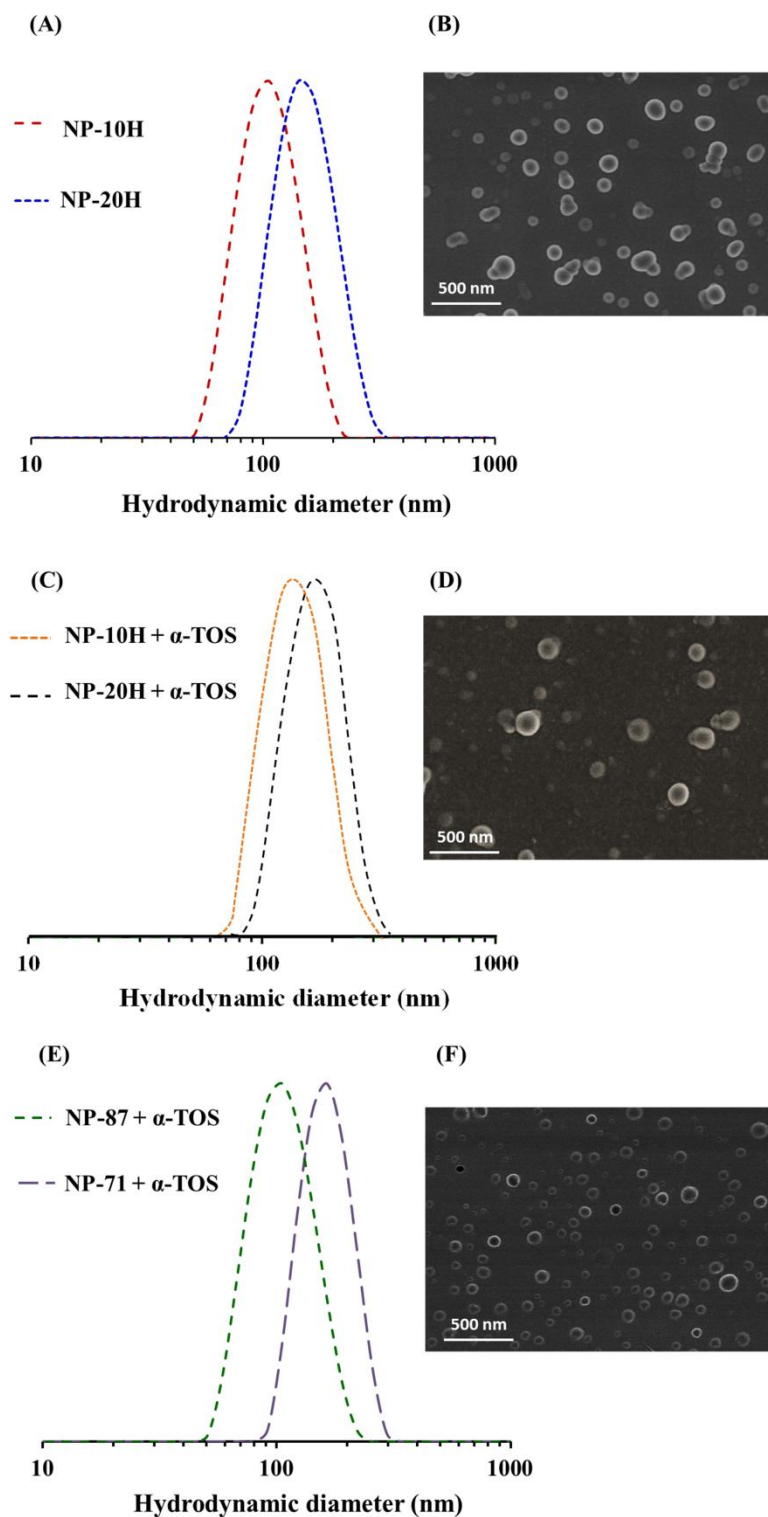 (A)
(B)
NP-10H
NP-20H
500 nm
10
100
1000
Hydrodynamic diameter (nm)
(C)
(D)
NP-10H + α-TOS
NP-20H + α-TOS
500 nm
10
100
1000
Hydrodynamic diameter (nm)
(E)
(F)
NP-87 + α-TOS
NP-71 + α-TOS
500 nm
10
100
1000
Hydrodynamic diameter (nm)